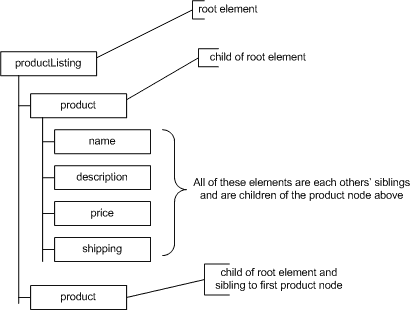 root element
productListing
child of root element
product
name
description
price
shipping
All of these elements are each others' siblings
and are children of the product node above
child of root element and
sibling to first product node
product